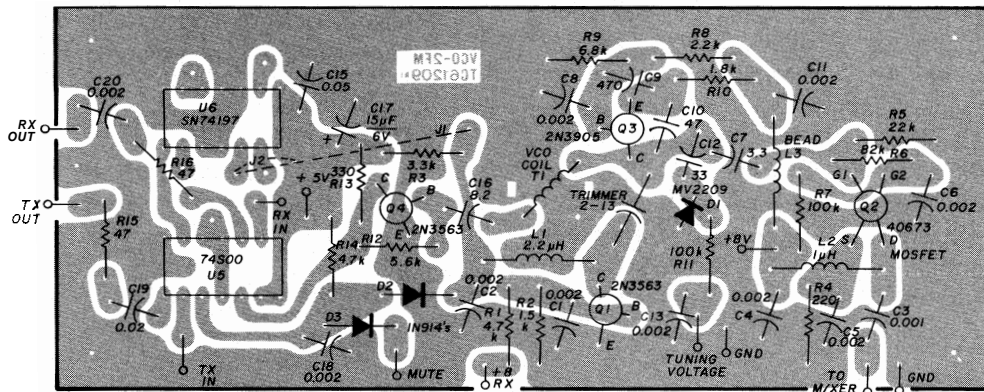 VCO-2FM
TG61209
C20
0.002
RX
OUT
U6
SN74197
C15
0.05
C17
15µF
6V
J1
J2
R16
47
+ 5V
330
R13
3.3k
R3
C
B
Q4
E
2N3563
C16
8.2
RX
IN
TX
OUT
R15
47
74S00
U5
R14
4.7k
R12
5.6k
C19
0.02
D2
D3
IN914's
C18
0.002
TX
IN
MUTE
C2
0.002
R1
4.7
k
+8
RX
R2
1.5
k
0.002
C1
L1
2.2µH
VCO
COIL
T1
TRIMMER
2-13
C
2N3563
Q1
B
E
R9
6.8k
C8
0.002
470
C9
E
B
2N3905
Q3
C
R8
2.2k
1.8k
R10
C10
47
C12
33
C7
3.3
MV2209
D1
100k
R11
C13
0.002
TUNING
VOLTAGE
GND
+8V
C11
0.002
BEAD
L3
R5
22k
82k
R6
G1
G2
R7
100k
Q2
40673
MOSFET
S
D
C6
0.002
L2
1µH
0.002
C4
R4
220
C5
0.002
C3
0.001
TO
MIXER
GND